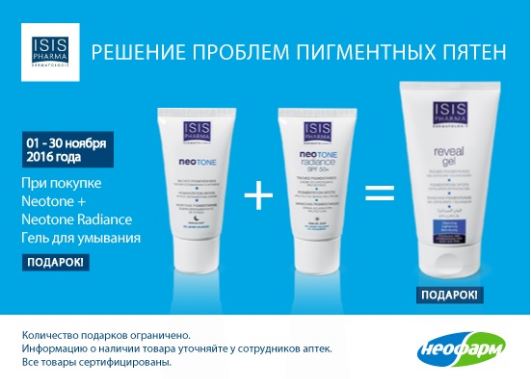 ISIS
PHARMA
DERMATOLOGIE
РЕШЕНИЕ ПРОБЛЕМ ПИГМЕНТНЫХ ПЯТЕН
01 - 30 ноября
2016 года
При покупке
Neotone +
Neotone Radiance
Гель для умывания
ПОДАРОК!
ISIS
PHARMA
neoTONE
+
ISIS
PHARMA
neoTONE
radiance
SPF 50+
=
ISIS
PHARMA
DERMATOLOGIE
reveal
gel
ПОДАРОК!
Количество подарков ограничено.
Информацию о наличии товара уточняйте у сотрудников аптек.
Все товары сертифицированы.
неофарм